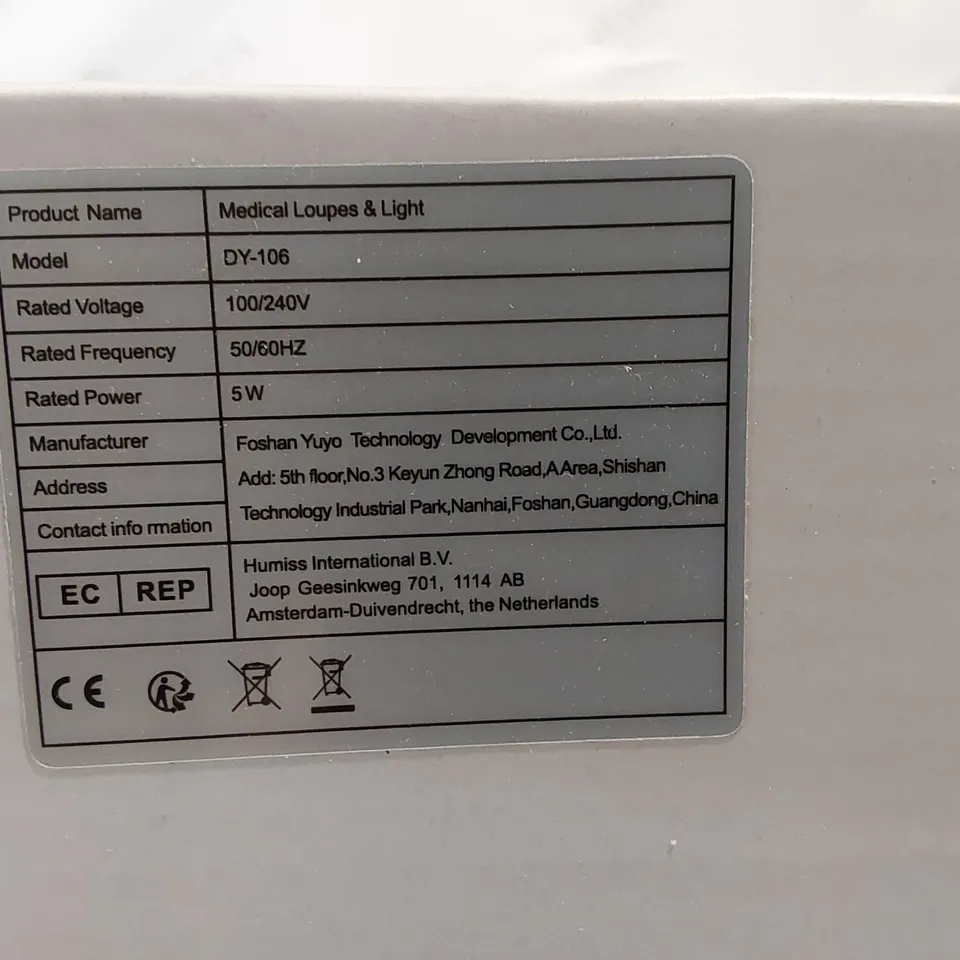 Product Name Medical Loupes & Light
Model DY-106
Rated Voltage 100/240V
Rated Frequency 50/60HZ
Rated Power 5W
Manufacturer Foshan Yuyo Technology Development Co.,Ltd.
Address Add: 5th floor,No.3 Keyun Zhong Road,A Area,Shishan
Contact info rmation Technology Industrial Park,Nanhai,Foshan,Guangdong,China
EC REP
Humiss International B.V.
Joop Geesinkweg 701, 1114 AB
Amsterdam-Duivendrecht, the Netherlands
CE